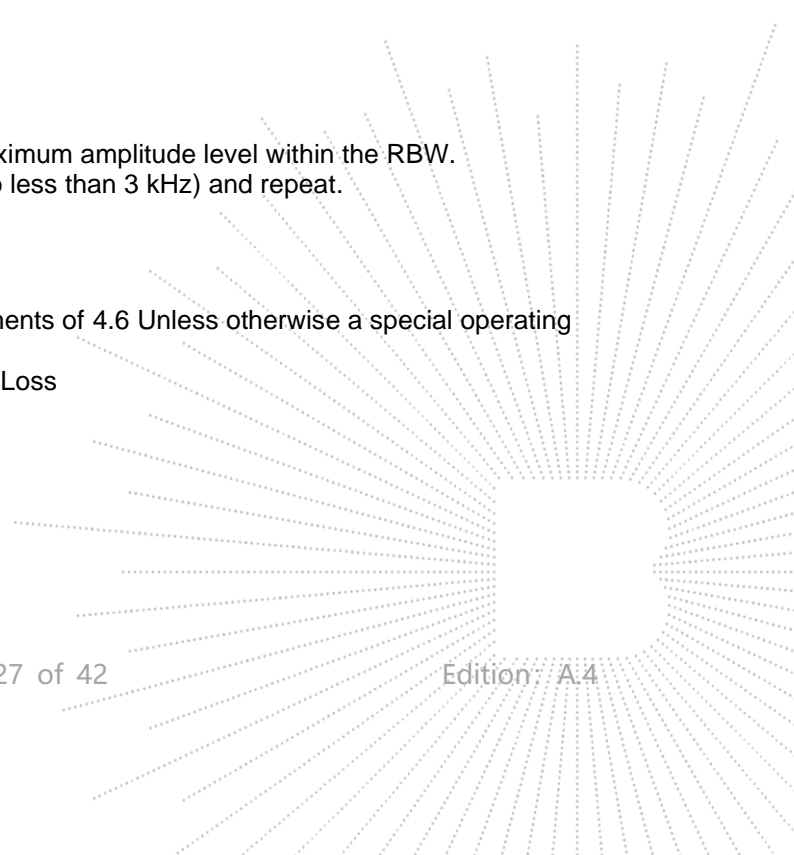 ximum amplitude level within the RBW.
less than 3 kHz) and repeat.
ents of 4.6 Unless otherwise a special operating
Loss
27 of 42 Edition: A.4